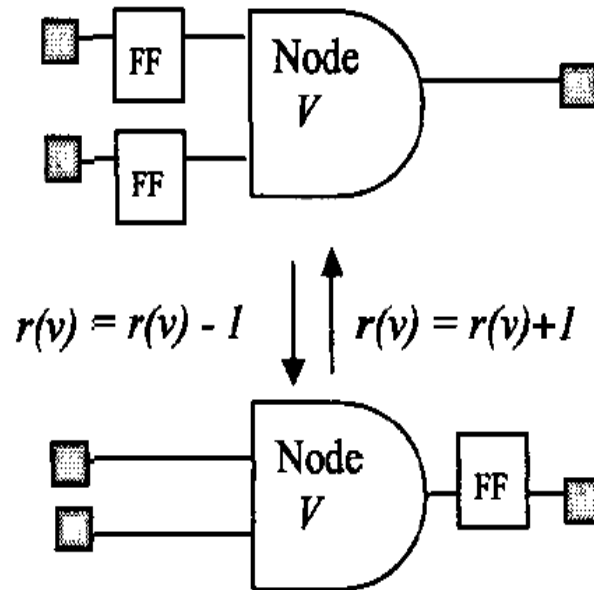 FF
Node
V
FF
r(v) = r(v) - 1 r(v) = r(v)+1
Node
V
FF